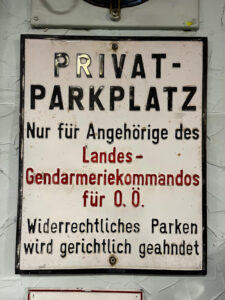 PRIVAT-
PARKPLATZ
Nur für Angehörige des
Landes-
Gendarmeriekommandos
für O.Ö.
Widerrechtliches Parken
wird gerichtlich geahndet